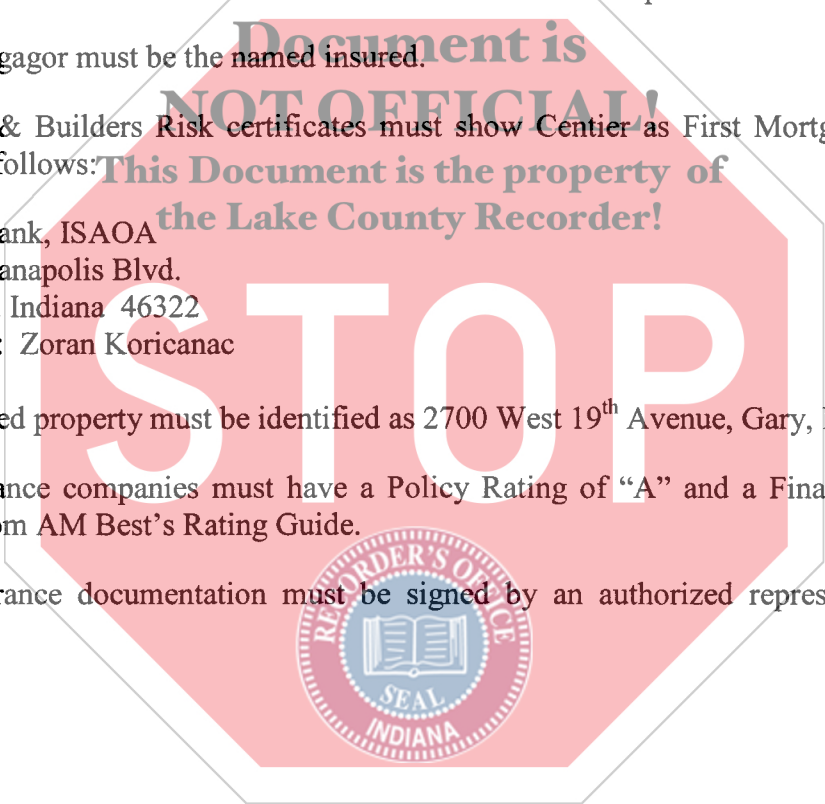 Document is
gagor must be the named insured.
NOT OFFICIAL!
& Builders Risk certificates must show Centier as First Mortg
follows:
This Document is the property of
the Lake County Recorder!
ank, ISAOA
anapolis Blvd.
Indiana 46322
: Zoran Koricanac
STOP
ed property must be identified as 2700 West 19th Avenue, Gary,
ance companies must have a Policy Rating of “A” and a Fina
om AM Best’s Rating Guide.
rance documentation must be signed by an authorized repres
RECORDER'S OFFICE
SEAL
INDIANA